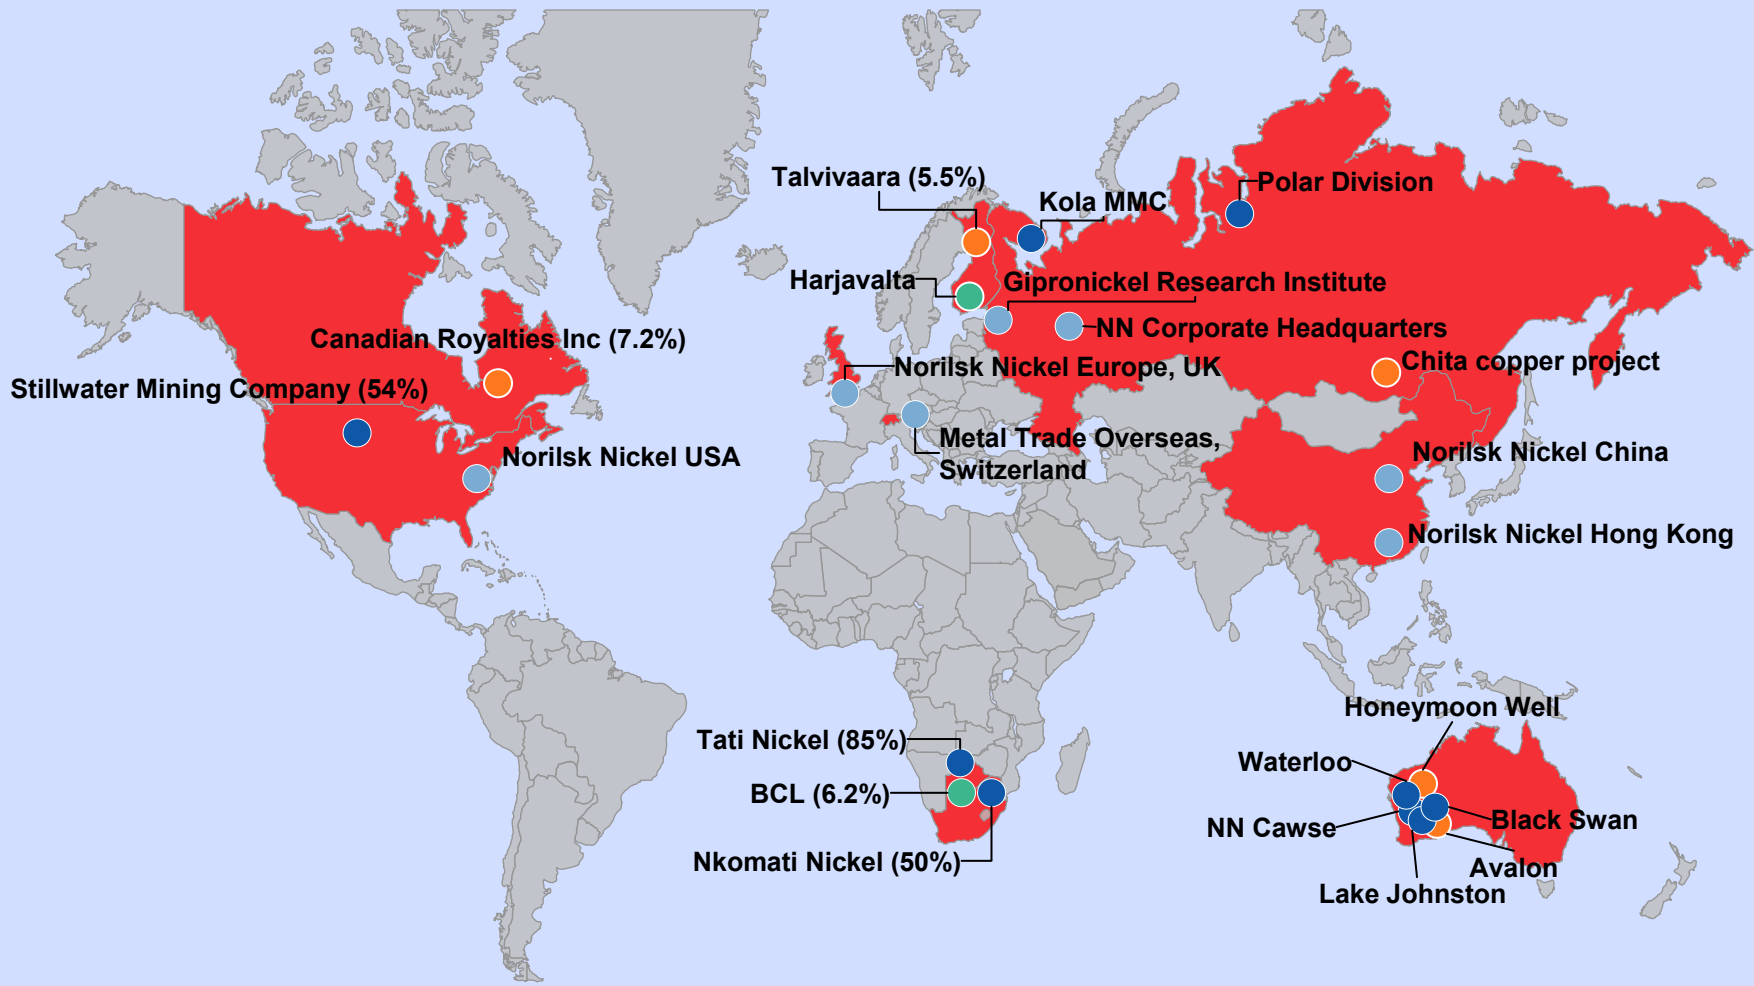 Talvivaara (5.5%)
Kola MMC
Polar Division
Harjavalta
Gipronickel Research Institute
NN Corporate Headquarters
Canadian Royalties Inc (7.2%)
Norilsk Nickel Europe, UK
Chita copper project
Stillwater Mining Company (54%)
Metal Trade Overseas,
Switzerland
Norilsk Nickel USA
Norilsk Nickel China
Norilsk Nickel Hong Kong
Honeymoon Well
Tati Nickel (85%)
Waterloo
BCL (6.2%)
Black Swan
NN Cawse
Nkomati Nickel (50%)
Avalon
Lake Johnston